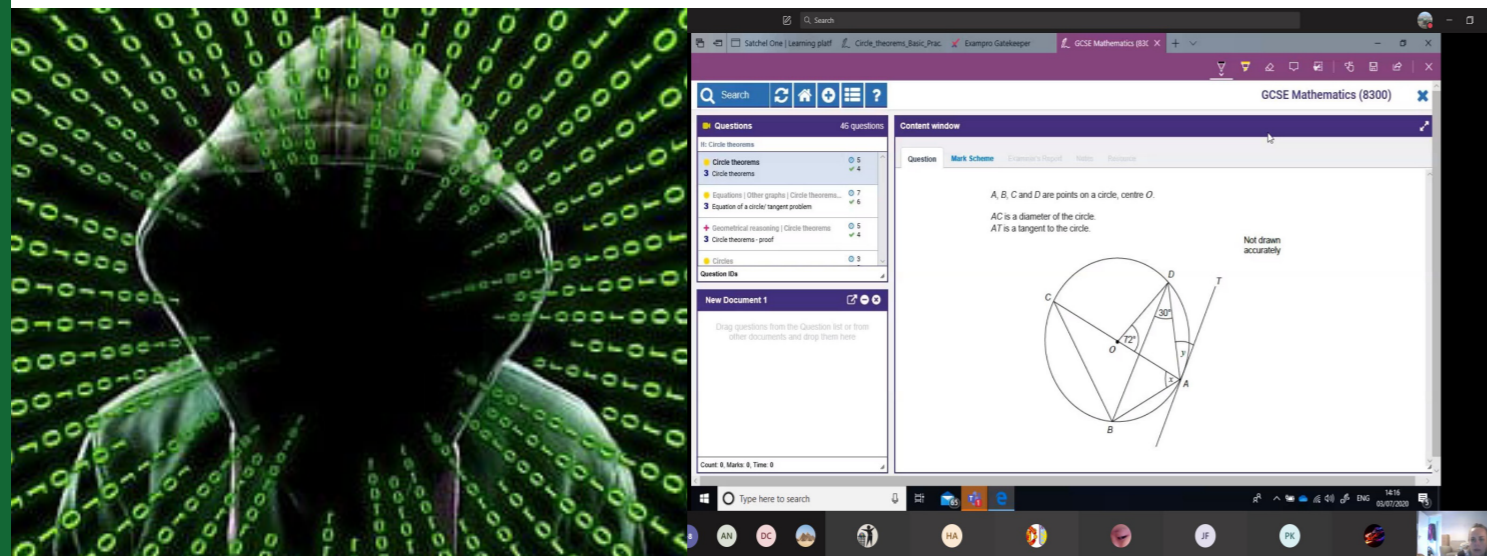 Search
Satchel One | Learning platf
Circle_theorems_Basic_Prac.
Exampro Gatekeeper
GCSE Mathematics (830
Search
?
GCSE Mathematics (8300)
Questions
46 questions
II: Circle theorems
Circle theorems
5
3 Circle theorems
4
Equations | Other graphs | Circle theorems...
7
3 Equation of a circle/ tangent problem
6
Geometrical reasoning | Circle theorems
5
3 Circle theorems - proof
4
Circles
3
Question IDs
New Document 1
Drag questions from the Question list or from
other documents and drop them here
Count: 0, Marks: 0, Time: 0
Content window
Question
Mark Scheme
Examiner's Report
Notes
A, B, C and D are points on a circle, centre O.
AC is a diameter of the circle.
AT is a tangent to the circle.
Not drawn
accurately
D
T
C
30°
72°
O
y
x
A
B
Type here to search
65
ENG
14:16
03/07/2020
AN
DC
HA
JF
PK